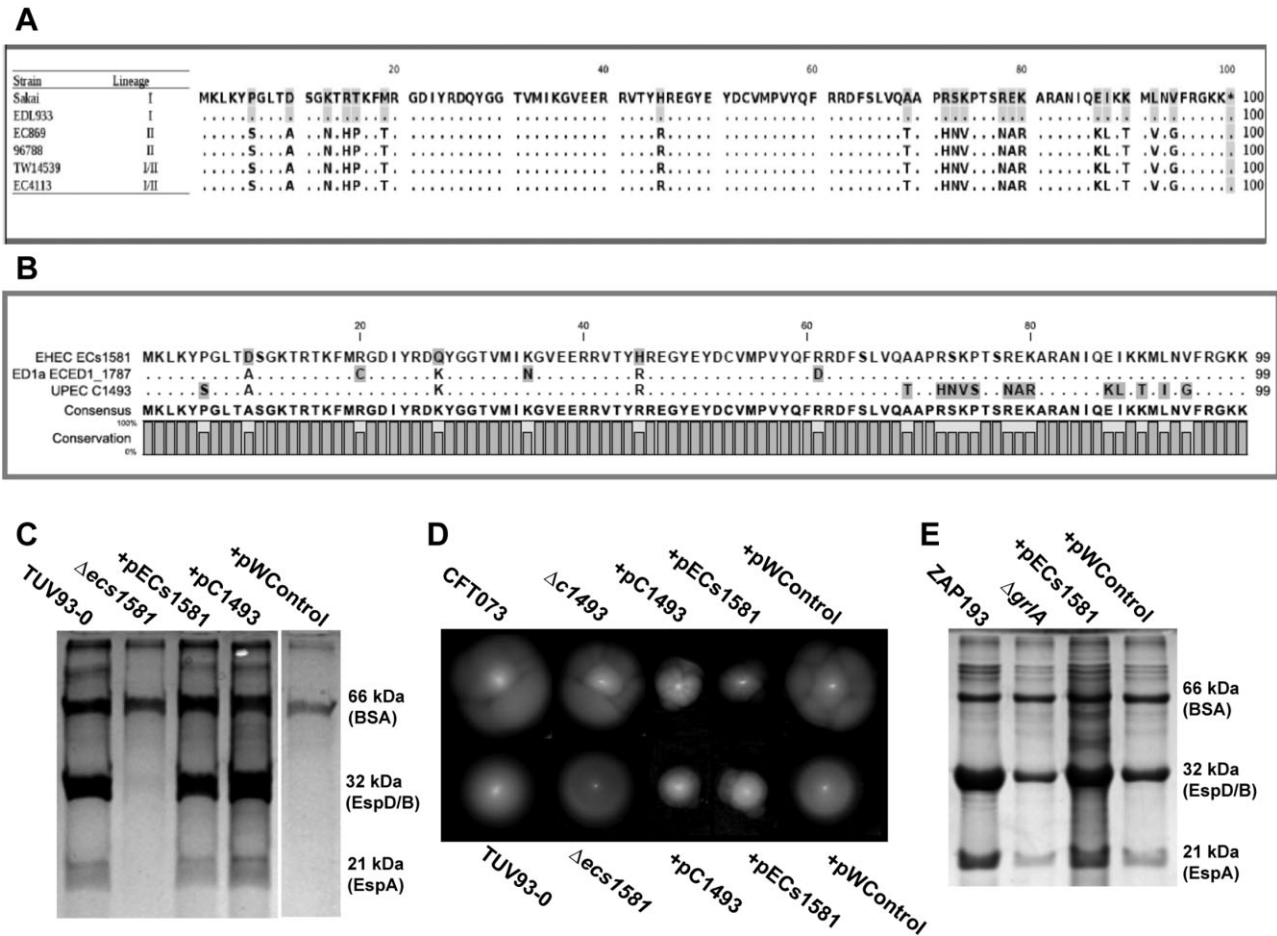 A
20 40 60 80 100
Strain Lineage
Sakai I MKLKYPGLTD SGKTRTKFMR GDIYRDQYGG TVMIKGVEER RVTYHREGYE YDCVMPVYQF RRDFSLVQAA PRSKPTSREK ARANIQEIKK MLNVFRGKK* 100
EDL933 I .......... .......... .......... .......... .......... .......... .......... .......... .......... .......... 100
EC869 II .....S...A ...N.HP..T. .......... .......... .....R.... .......... ........T. .HNV...NAR ......KL.T .V.G...... 100
96788 II .....S...A ...N.HP..T. .......... .......... .....R.... .......... ........T. .HNV...NAR ......KL.T .V.G...... 100
TW14539 I/II .....S...A ...N.HP..T. .......... .......... .....R.... .......... ........T. .HNV...NAR ......KL.T .V.G...... 100
EC4113 I/II .....S...A ...N.HP..T. .......... .......... .....R.... .......... ........T. .HNV...NAR ......KL.T .V.G...... 100
B
20 40 60 80
EHEC ECs1581 MKLKYPGLTDSGKTRTKFMRGDIYRDQYGGTVMIKGVEERRVTYHREGYEYDCVMPVYQFRRDFSLVQAAPRSKPTSREKARANIQEIKKMLNVFRGKK 99
ED1a ECED1_1787 .........A.........C......K.......N.........R...............D...................................... 99
UPEC C1493 .....S...A................K.................R.......................T..HNVS..NAR......KL.T.I.G..... 99
Consensus MKLKYPGLTASGKTRTKFMRGDIYRDKYGGTVMIKGVEERRVTYRREGYEYDCVMPVYQFRRDFSLVQAAPRSKPTSREKARANIQEIKKMLNVFRGKK
100%
Conservation
0%
C
TUV93-0 Δecs1581 +pECs1581 +pC1493 +pWControl
66 kDa
(BSA)
32 kDa
(EspD/B)
21 kDa
(EspA)
D
CFT073 Δc1493 +pC1493 +pECs1581 +pWControl
TUV93-0 Δecs1581 +pC1493 +pECs1581 +pWControl
E
ZAP193 ΔgrlA +pECs1581 +pWControl
66 kDa
(BSA)
32 kDa
(EspD/B)
21 kDa
(EspA)